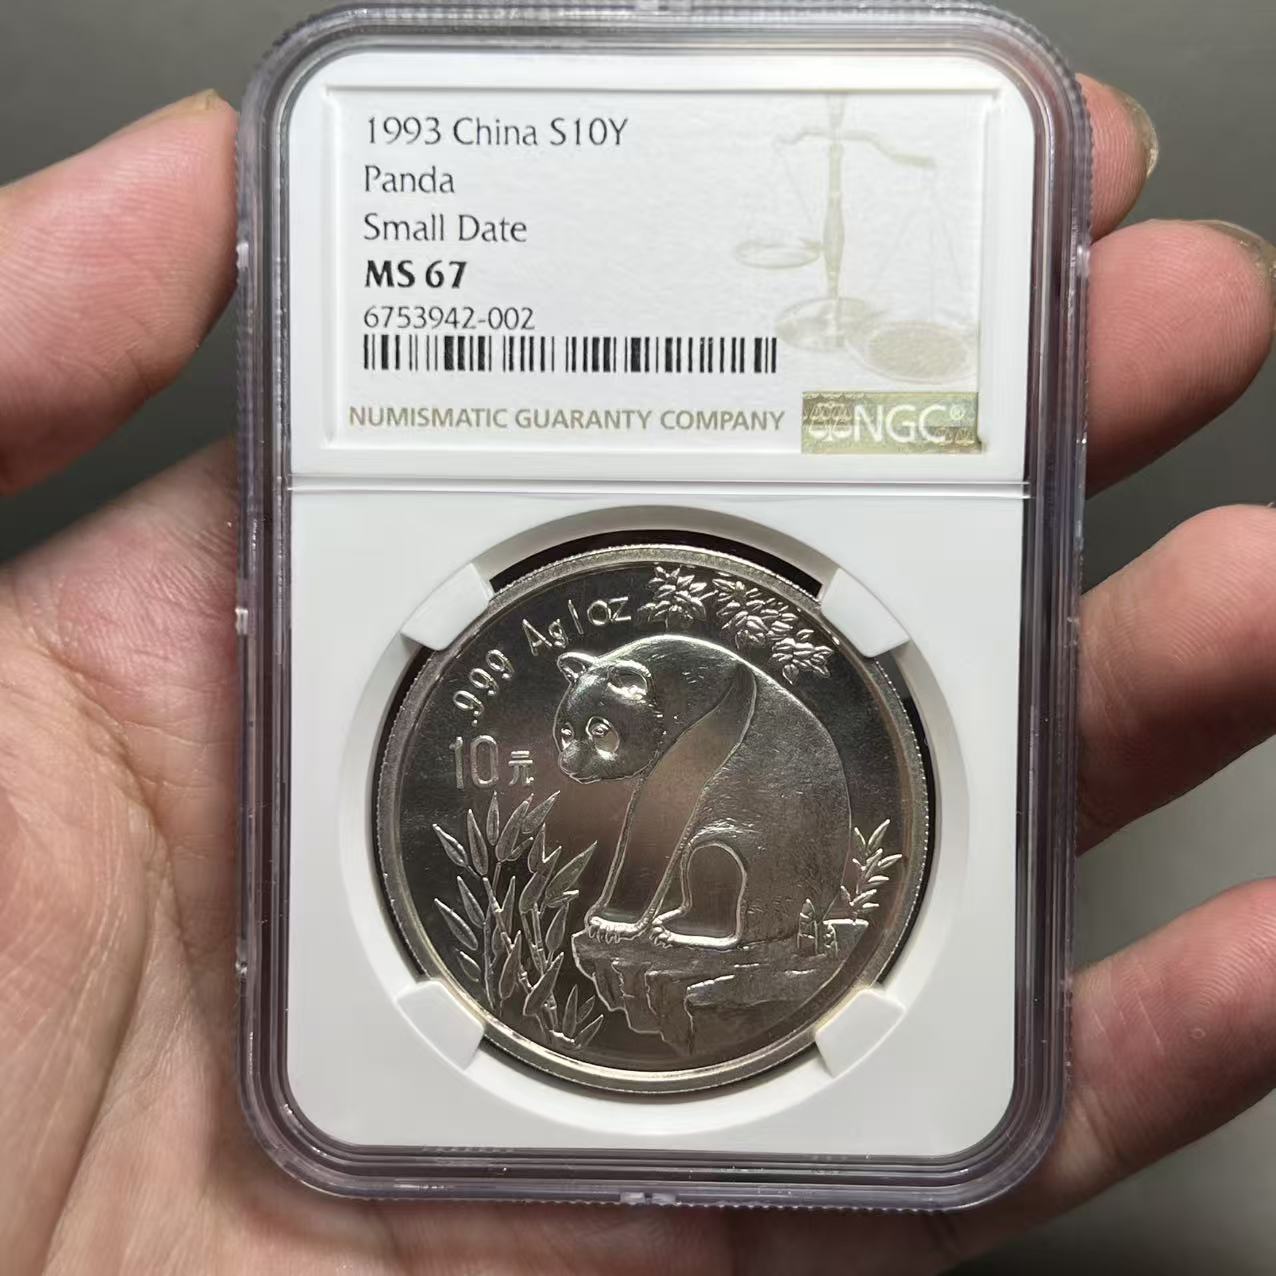 1993 China S10Y
Panda
Small Date
MS 67
6753942-002
NUMISMATIC GUARANTY COMPANY
NGC®
.999 Ag 1 oz
10元